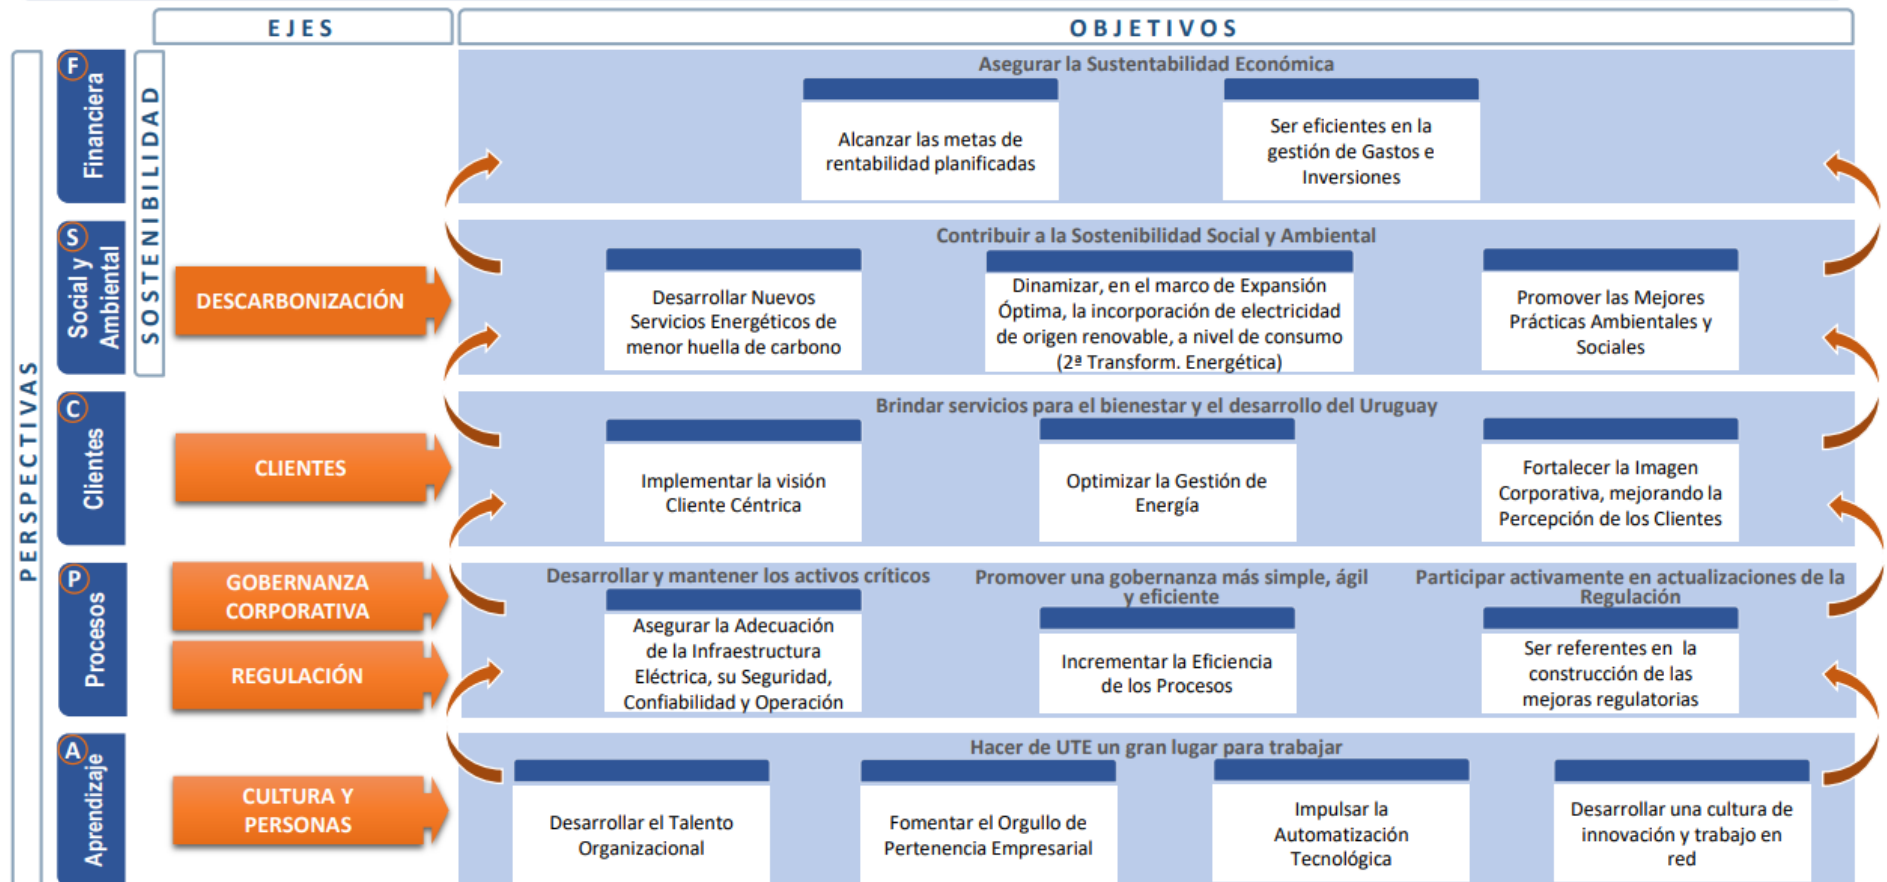 EJES
OBJETIVOS
PERSPECTIVAS
SOSTENIBILIDAD
F
Financiera
Asegurar la Sustentabilidad Económica
Alcanzar las metas de
rentabilidad planificadas
Ser eficientes en la
gestión de Gastos e
Inversiones
S
Social y
Ambiental
DESCARBONIZACIÓN
Contribuir a la Sostenibilidad Social y Ambiental
Desarrollar Nuevos
Servicios Energéticos de
menor huella de carbono
Dinamizar, en el marco de Expansión
Óptima, la incorporación de electricidad
de origen renovable, a nivel de consumo
(2ª Transform. Energética)
Promover las Mejores
Prácticas Ambientales y
Sociales
C
Clientes
CLIENTES
Brindar servicios para el bienestar y el desarrollo del Uruguay
Implementar la visión
Cliente Céntrica
Optimizar la Gestión de
Energía
Fortalecer la Imagen
Corporativa, mejorando la
Percepción de los Clientes
P
Procesos
GOBERNANZA
CORPORATIVA
REGULACIÓN
Desarrollar y mantener los activos críticos
Asegurar la Adecuación
de la Infraestructura
Eléctrica, su Seguridad,
Confiabilidad y Operación
Promover una gobernanza más simple, ágil
y eficiente
Incrementar la Eficiencia
de los Procesos
Participar activamente en actualizaciones de la
Regulación
Ser referentes en la
construcción de las
mejoras regulatorias
A
Aprendizaje
CULTURA Y
PERSONAS
Hacer de UTE un gran lugar para trabajar
Desarrollar el Talento
Organizacional
Fomentar el Orgullo de
Pertenencia Empresarial
Impulsar la
Automatización
Tecnológica
Desarrollar una cultura de
innovación y trabajo en
red